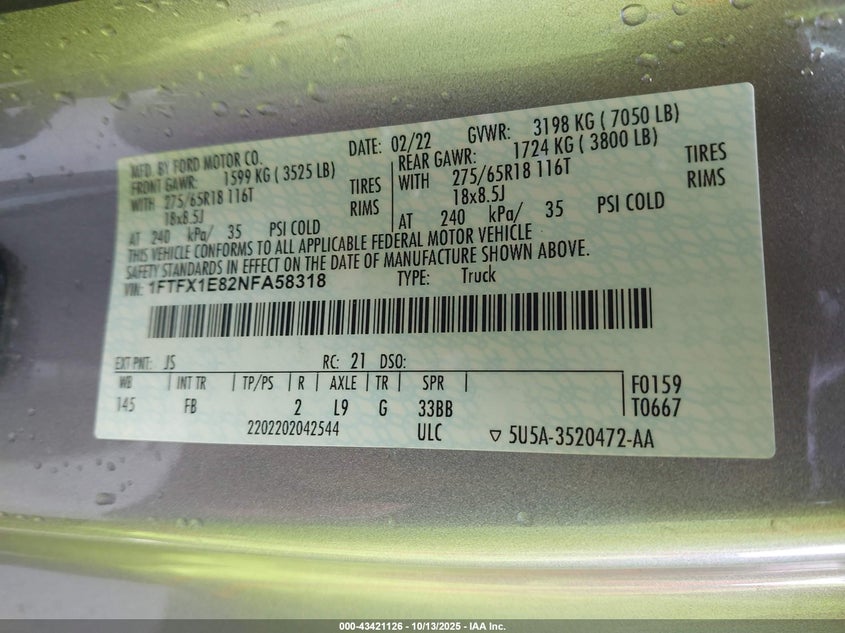 MFD. BY FORD MOTOR CO. DATE: 02/22 GVWR: 3198 KG ( 7050 LB)
FRONT GAWR: 1599 KG ( 3525 LB) REAR GAWR: 1724 KG ( 3800 LB)
WITH 275/65R18 116T TIRES WITH 275/65R18 116T TIRES
18x8.5J RIMS 18x8.5J RIMS
AT 240 kPa/ 35 PSI COLD AT 240 kPa/ 35 PSI COLD
THIS VEHICLE CONFORMS TO ALL APPLICABLE FEDERAL MOTOR VEHICLE
SAFETY STANDARDS IN EFFECT ON THE DATE OF MANUFACTURE SHOWN ABOVE.
VIN: 1FTFX1E82NFA58318 TYPE: Truck
EXT PNT: JS RC: 21 DSO:
WB INT TR TP/PS R AXLE TR SPR F0159
145 FB 2 L9 G 33BB T0667
2202202042544 ULC ▽ 5U5A-3520472-AA
000-43421126 - 10/13/2025 - IAA Inc.